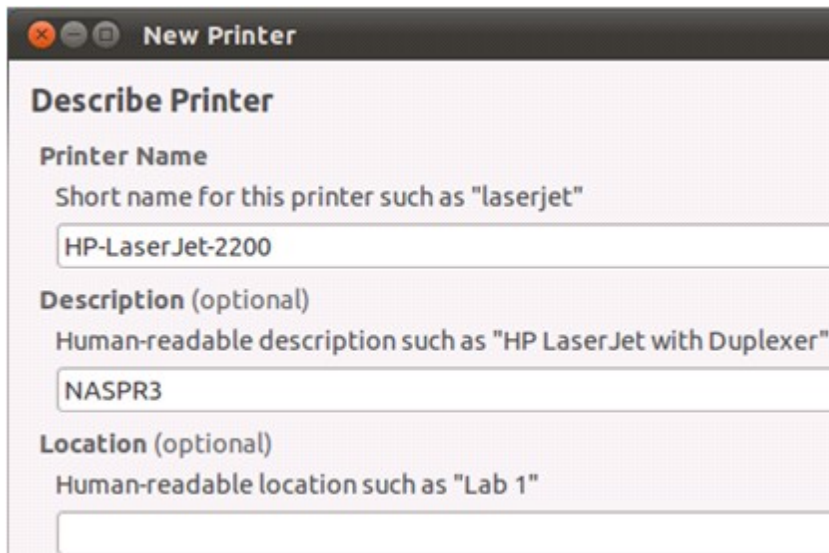 New Printer
Describe Printer
Printer Name
Short name for this printer such as "laserjet"
HP-LaserJet-2200
Description (optional)
Human-readable description such as "HP LaserJet with Duplexer"
NASPR3
Location (optional)
Human-readable location such as "Lab 1"